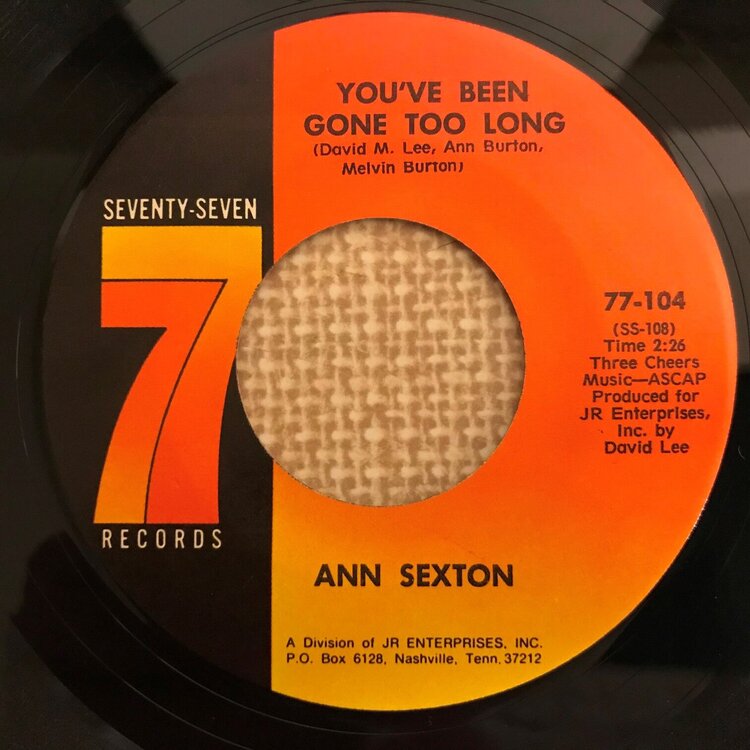 YOU'VE BEEN
GONE TOO LONG
(David M. Lee, Ann Burton,
Melvin Burton)
SEVENTY-SEVEN
7
RECORDS
77-104
(SS-108)
Time 2:26
Three Cheers
Music—ASCAP
Produced for
JR Enterprises,
Inc. by
David Lee
ANN SEXTON
A Division of JR ENTERPRISES, INC.
P.O. Box 6128, Nashville, Tenn. 37212